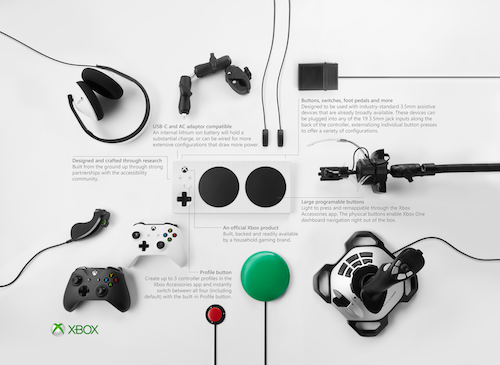 Buttons, switches, foot pedals and more
Designed to be used with industry-standard 3.5mm assistive
devices that are already broadly available. These devices can
be plugged into any of the 19 3.5mm jack inputs along
the back of the controller, externalizing individual button presses
to offer a variety of configurations.
USB-C and AC adaptor compatible
An internal lithium ion battery will hold a
substantial charge, or can be wired for more
extensive configurations that draw more power.
Designed and crafted through research
Built from the ground up through strong
partnerships with the accessibility
community.
Large programable buttons
Light to press and remappable through the Xbox
Accessories app. The physical buttons enable Xbox One
dashboard navigation right out of the box.
An official Xbox product
Built, backed and readily available
by a household gaming brand.
Profile button
Create up to 3 controller profiles in the
Xbox Accessories app and instantly
switch between all four (including
default) with the built in Profile button.
XBOX